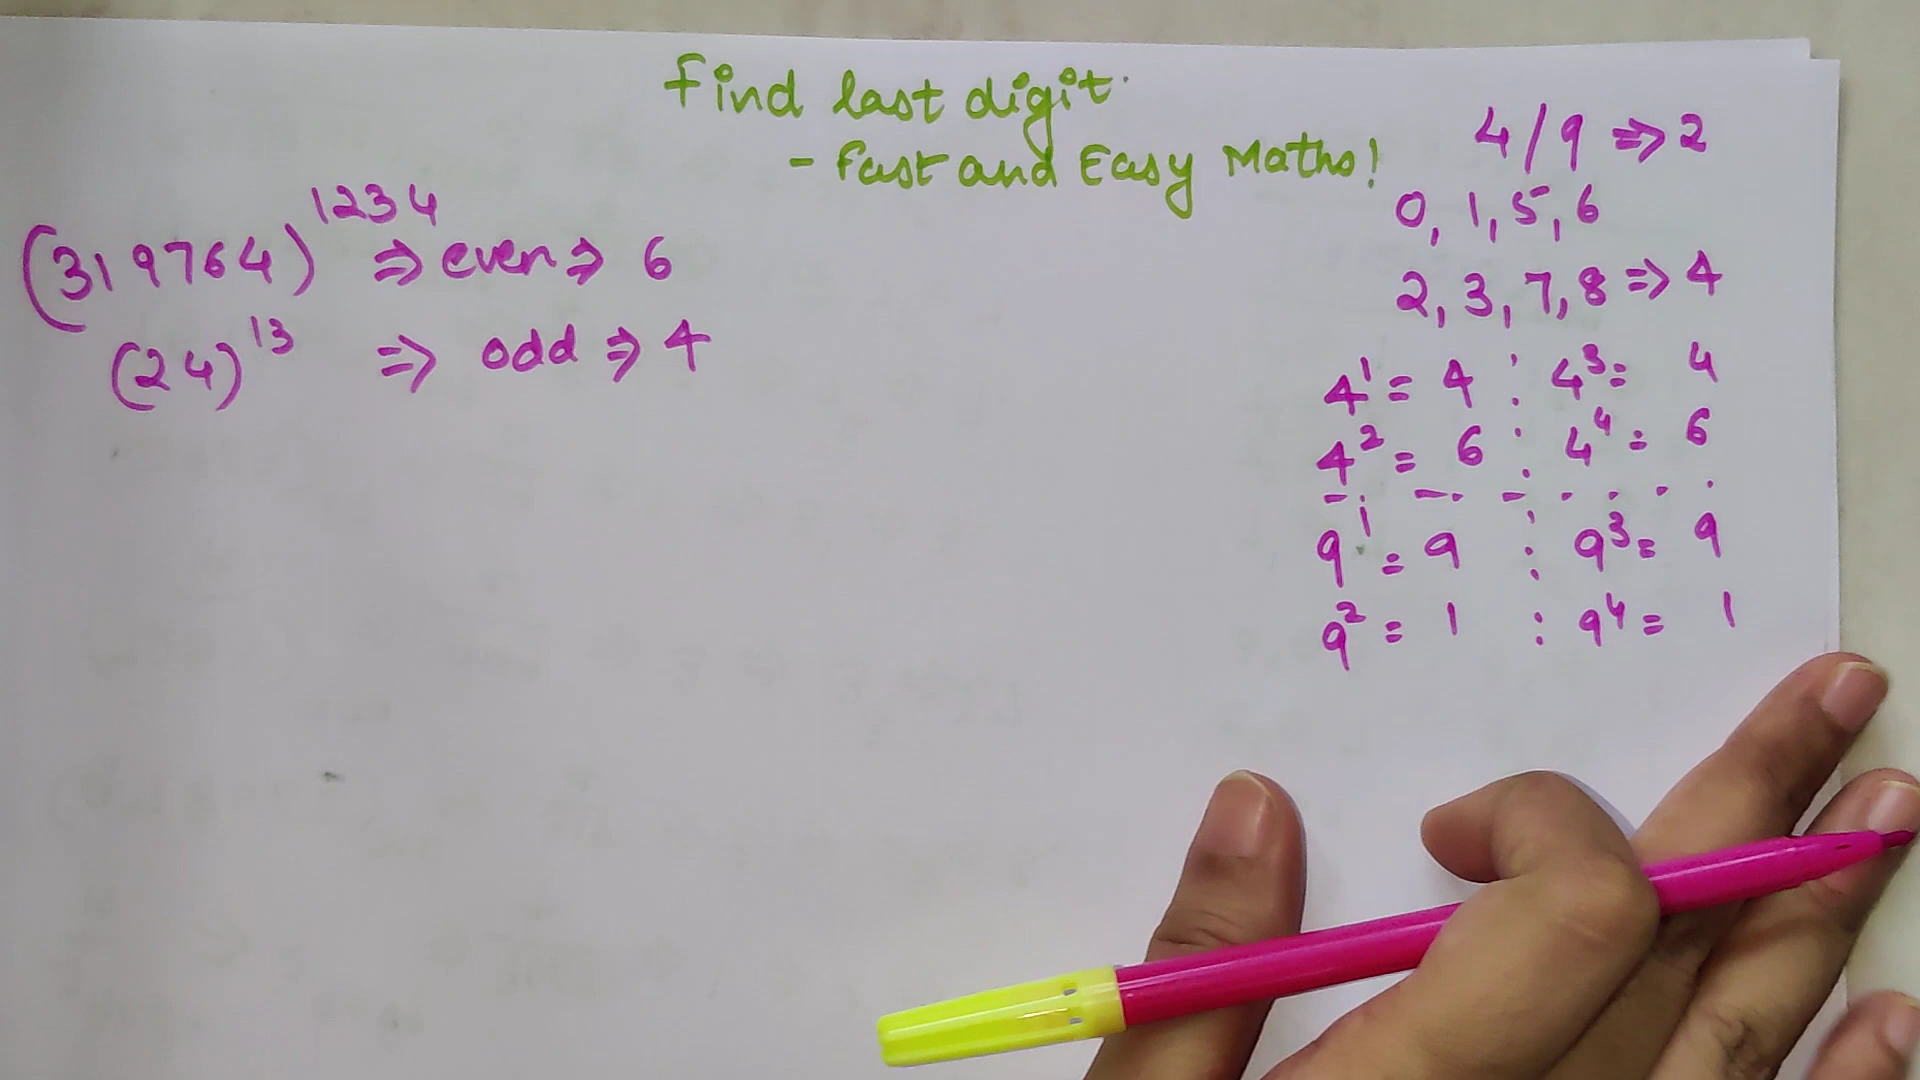 Find last digit
- Fast and Easy Maths!
(319764)^1234 ⇒ even ⇒ 6
(24)^13 ⇒ odd ⇒ 4
4/9 ⇒ 2
0, 1, 5, 6
2, 3, 7, 8 ⇒ 4
4^1 = 4 : 4^3 = 4
4^2 = 6 : 4^4 = 6
9^1 = 9 : 9^3 = 9
9^2 = 1 : 9^4 = 1